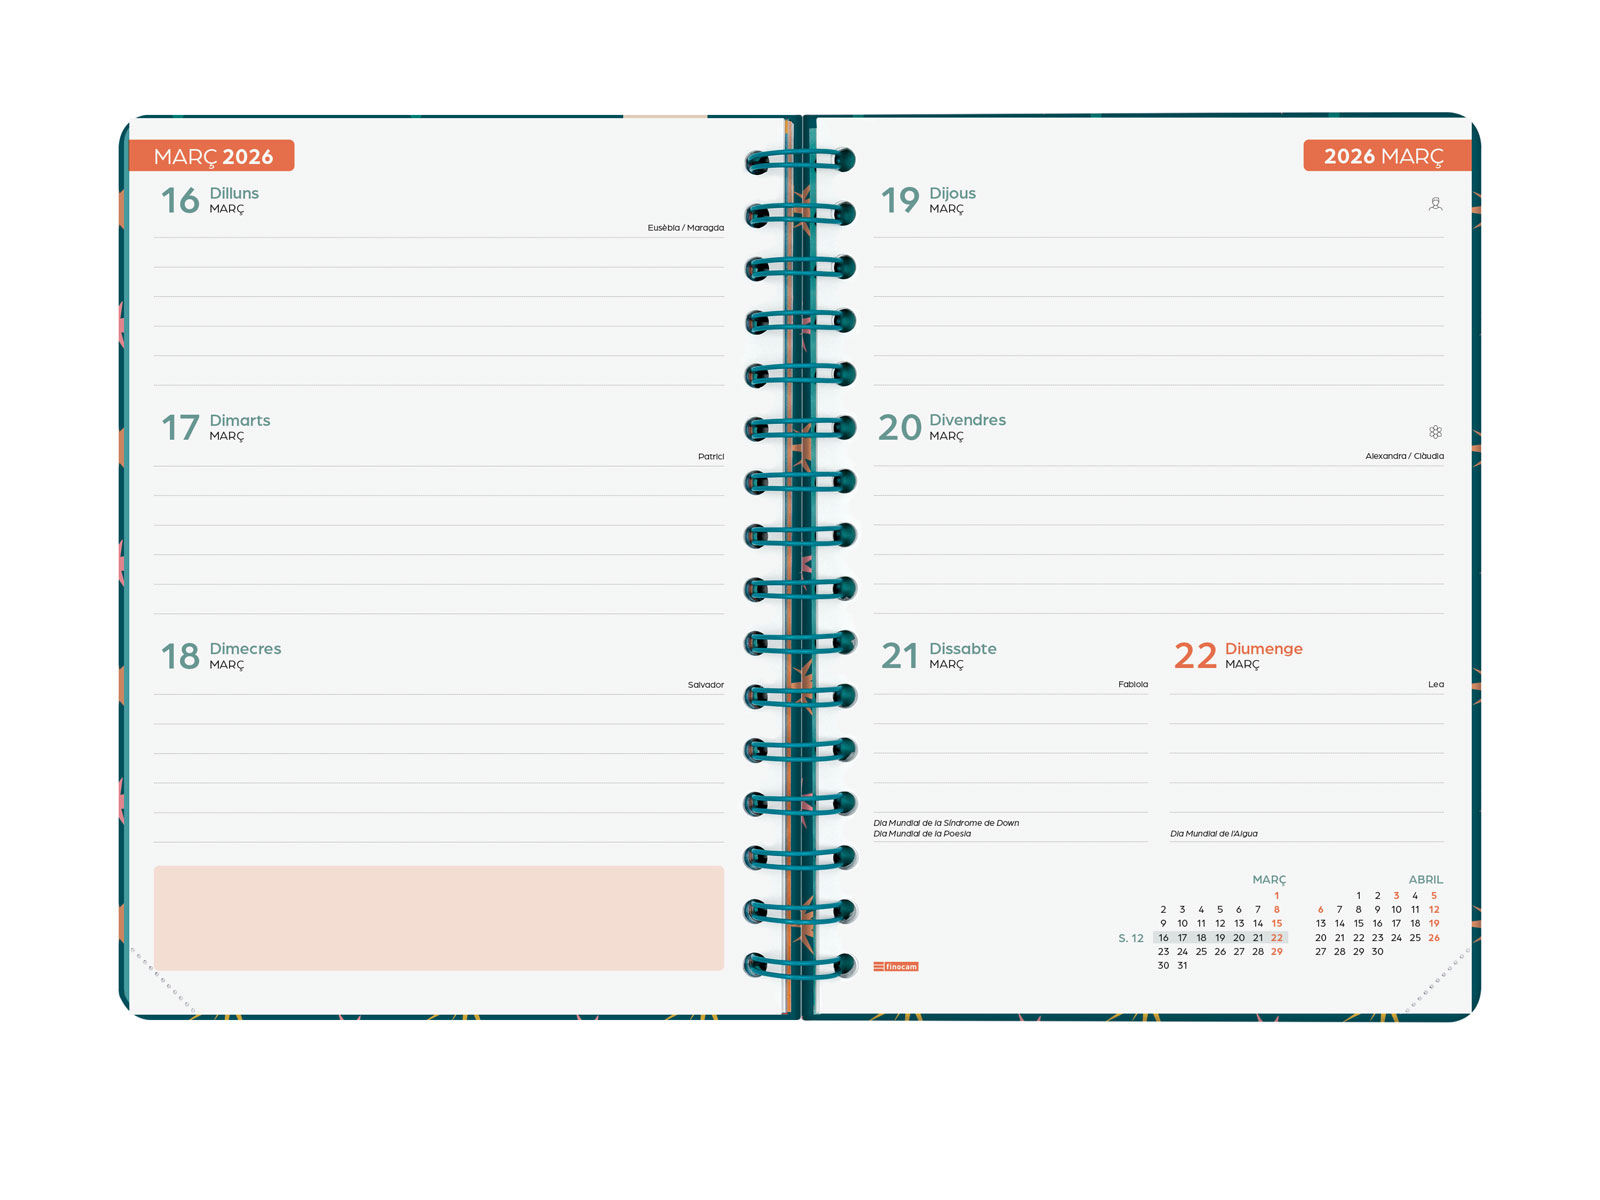 MARÇ 2026
16 Dilluns
MARÇ
Eusèbia / Maragda
17 Dimarts
MARÇ
Patrici
18 Dimecres
MARÇ
Salvador
2026 MARÇ
19 Dijous
MARÇ
20 Divendres
MARÇ
Alexandra / Clàudia
21 Dissabte
MARÇ
Fabiola
Dia Mundial de la Síndrome de Down
Dia Mundial de la Poesia
22 Diumenge
MARÇ
Lea
Dia Mundial de l'Aigua
MARÇ
1
2 3 4 5 6 7 8
9 10 11 12 13 14 15
S. 12 16 17 18 19 20 21 22
23 24 25 26 27 28 29
30 31
ABRIL
1 2 3 4 5
6 7 8 9 10 11 12
13 14 15 16 17 18 19
20 21 22 23 24 25 26
27 28 29 30
finocam